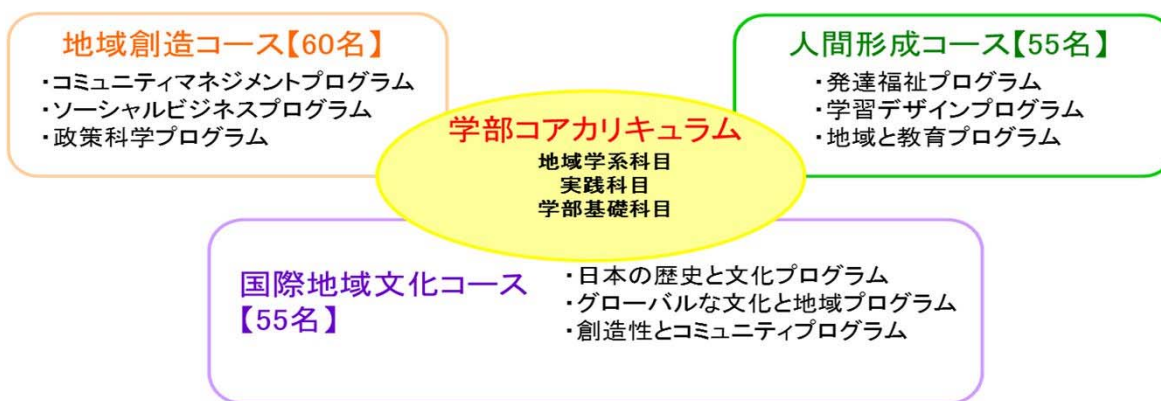 地域創造コース【60名】
・コミュニティマネジメントプログラム
・ソーシャルビジネスプログラム
・政策科学プログラム
人間形成コース【55名】
・発達福祉プログラム
・学習デザインプログラム
・地域と教育プログラム
学部コアカリキュラム
地域学系科目
実践科目
学部基礎科目
国際地域文化コース
【55名】
・日本の歴史と文化プログラム
・グローバルな文化と地域プログラム
・創造性とコミュニティプログラム